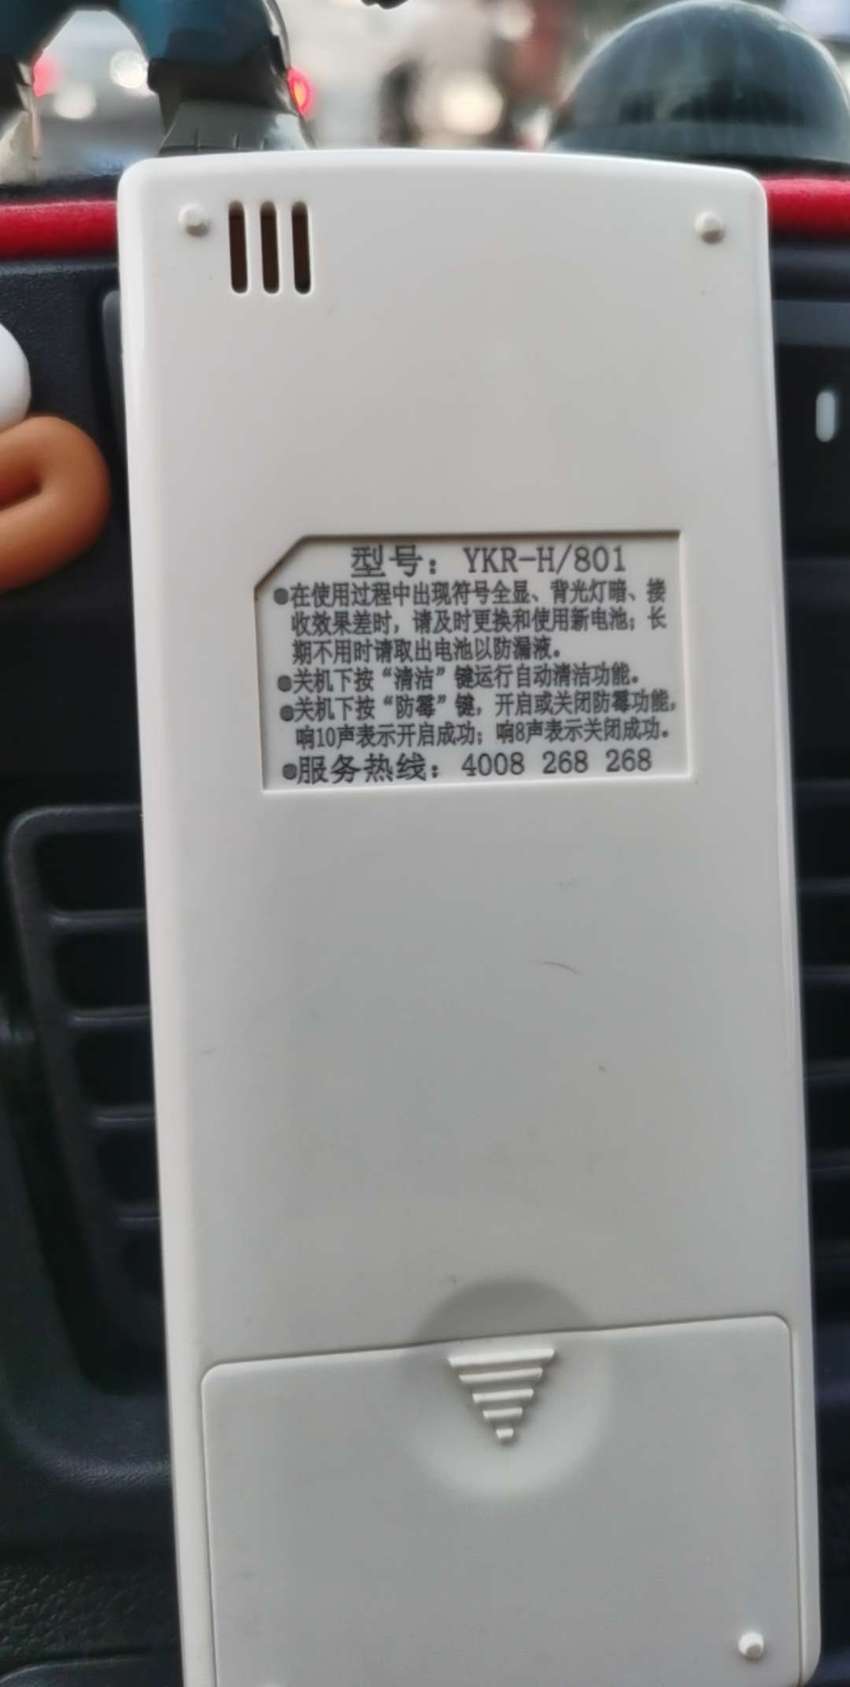 型号：YKR-H/801
●在使用过程中出现符号全显、背光灯暗、接
收效果差时，请及时更换和使用新电池；长
期不用时请取出电池以防漏液。
●关机下按“清洁”键运行自动清洁功能。
●关机下按“防霉”键，开启或关闭防霉功能，
响10声表示开启成功；响8声表示关闭成功。
●服务热线：4008 268 268